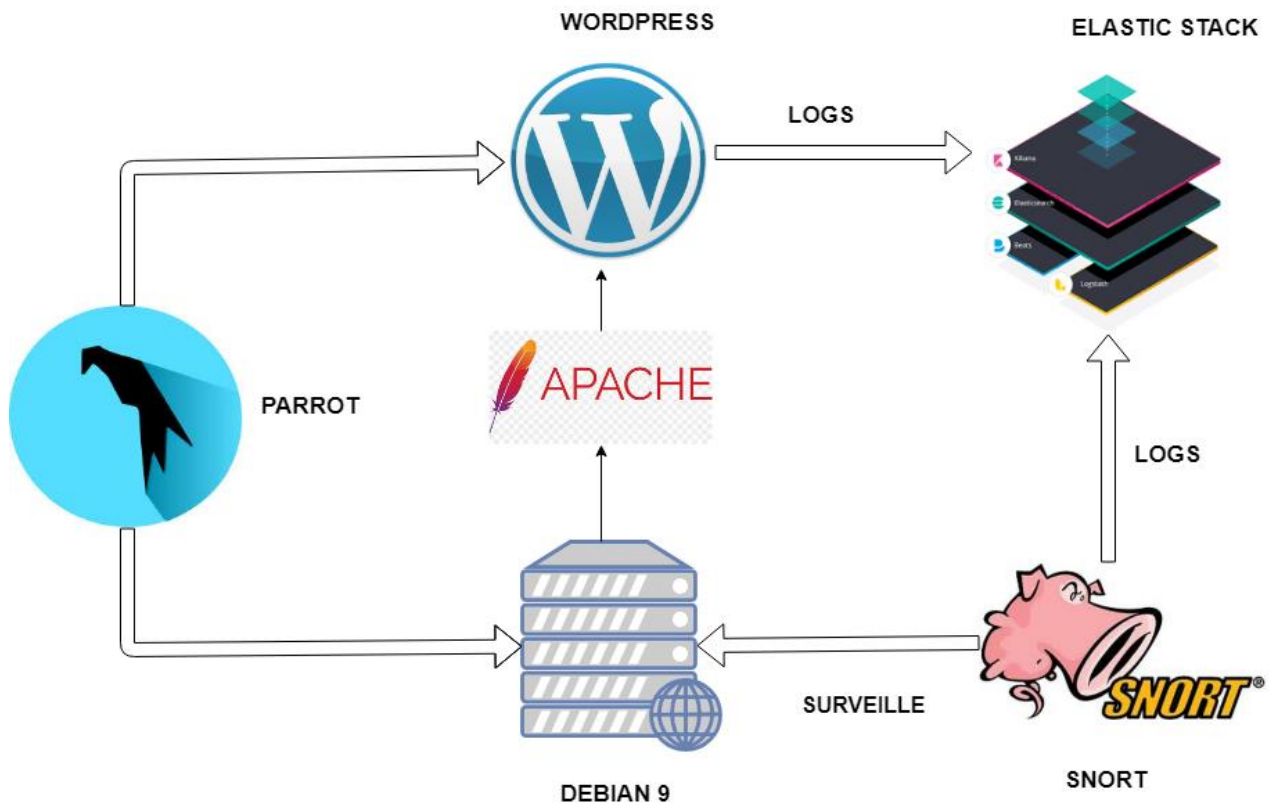 WORDPRESS
ELASTIC STACK
LOGS
Kibana
Elasticsearch
Beats
Logstash
PARROT
APACHE
LOGS
SURVEILLE
SNORT®
DEBIAN 9
SNORT